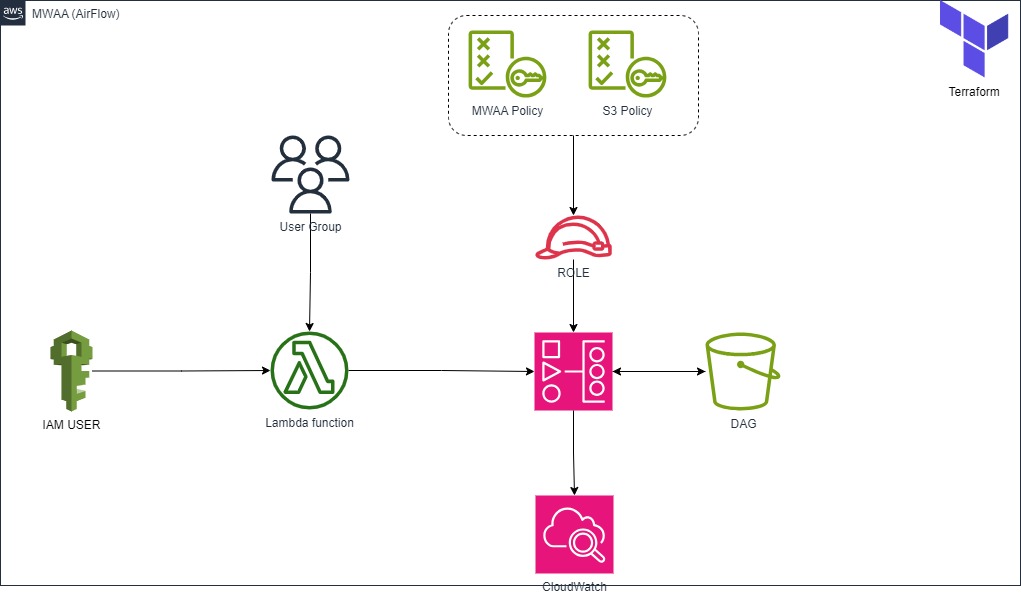 aws
MWAA (AirFlow)
Terraform
MWAA Policy
S3 Policy
User Group
ROLE
IAM USER
Lambda function
DAG
CloudWatch